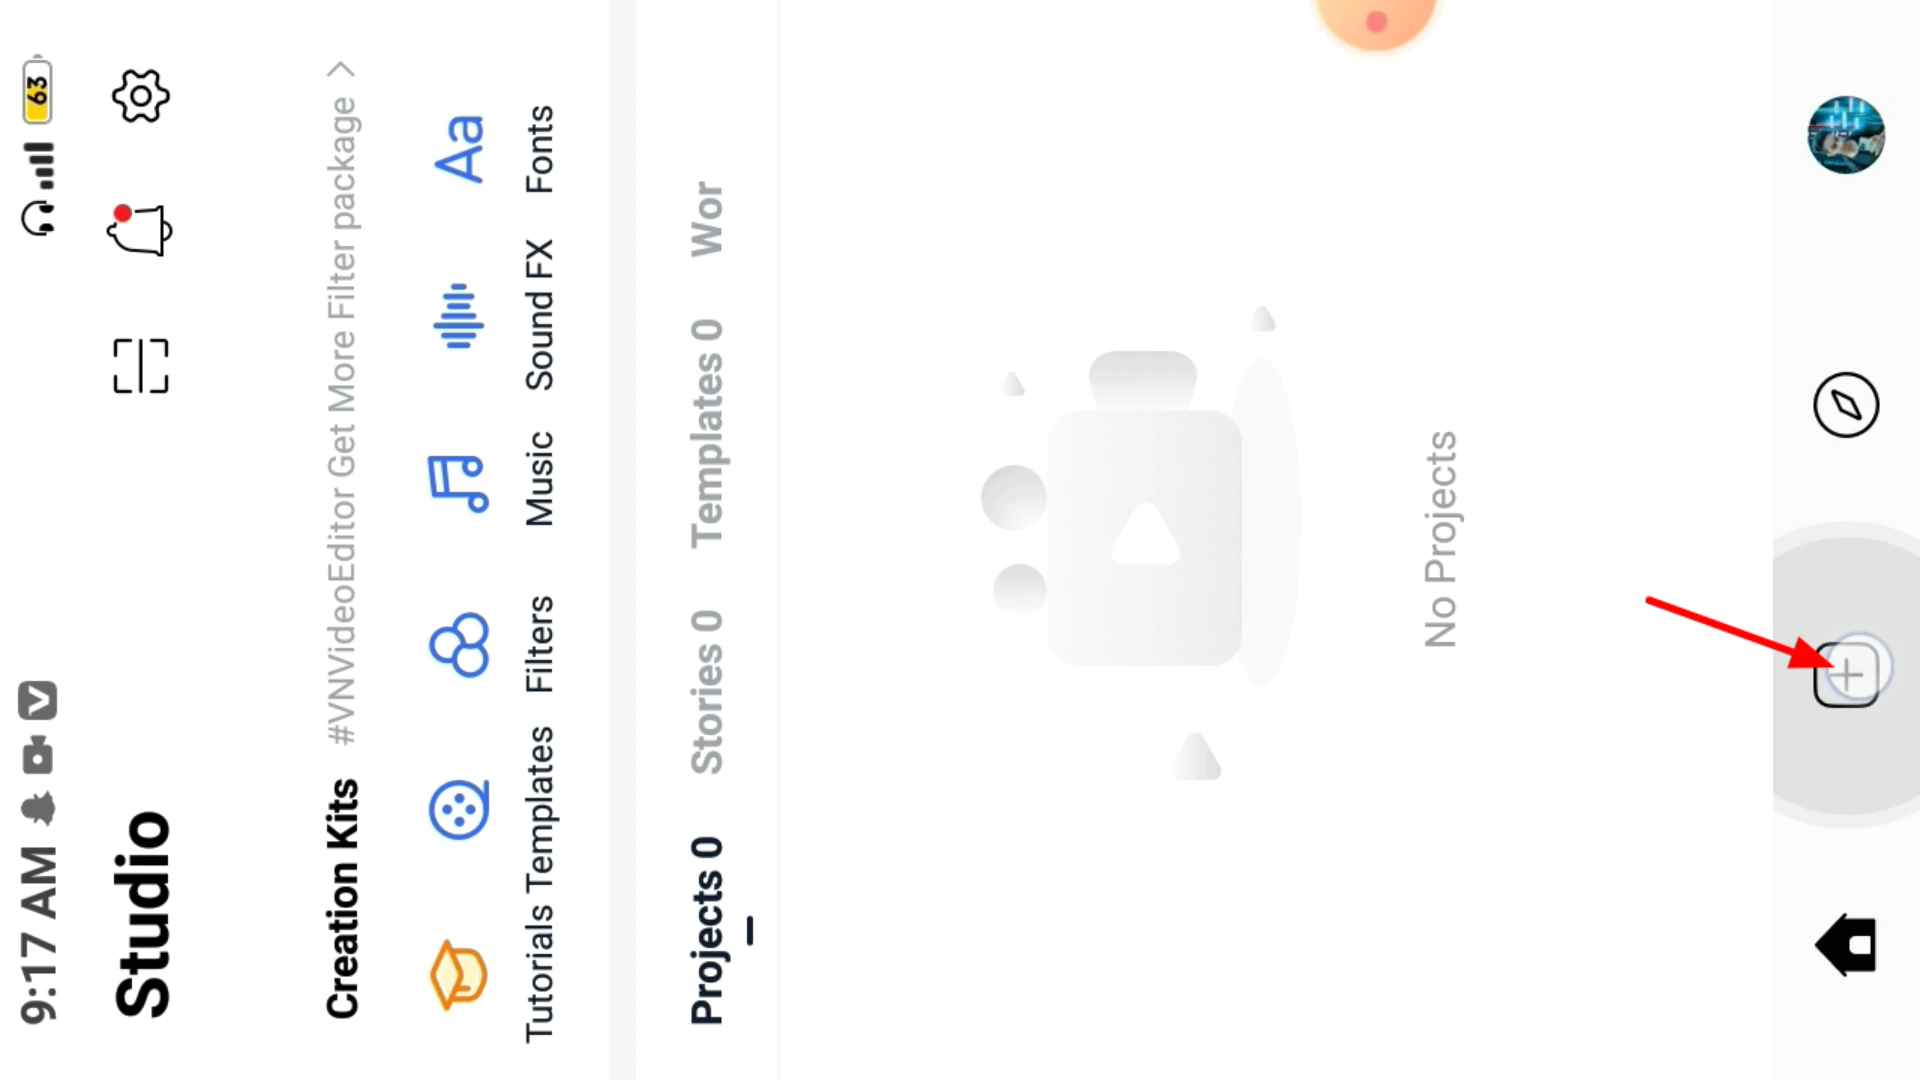 9:17 AM
63
Studio
Creation Kits #VNVideoEditor Get More Filter package >
Aa
Tutorials Templates Filters Music Sound FX Fonts
Projects 0 Stories 0 Templates 0 Wor
No Projects